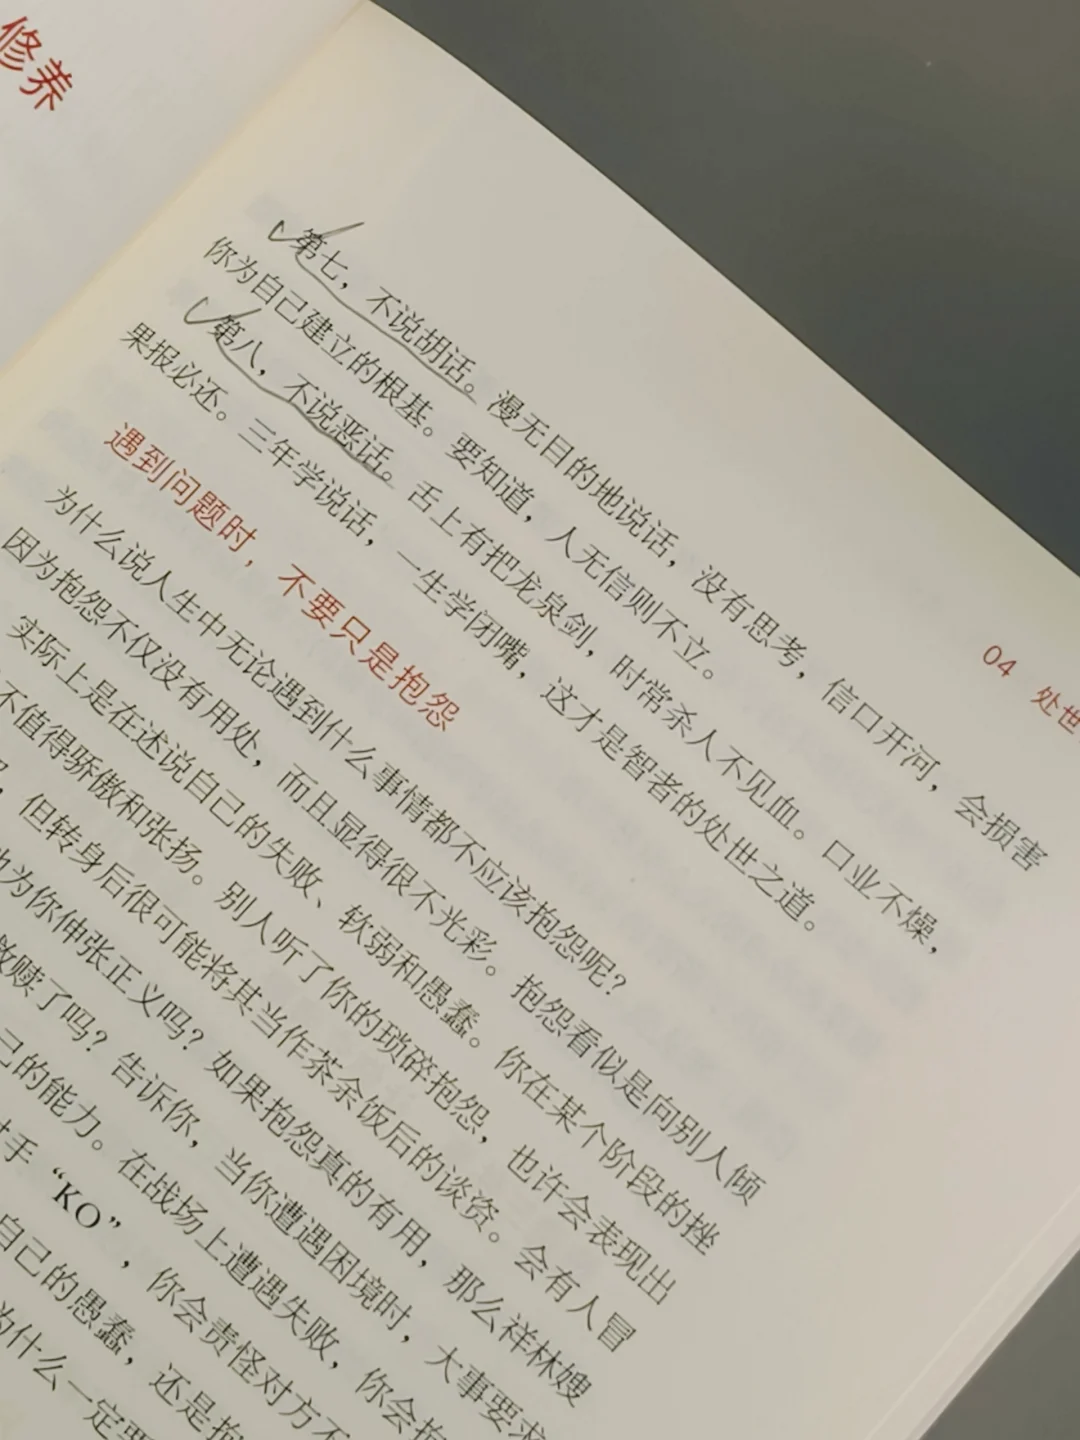 修养
04 处世
第七，不说胡话。漫无目的地说话，没有思考，信口开河，会损害
你为自己建立的根基。要知道，人无信则不立。
第八，不说恶话。舌上有把龙泉剑，时常杀人不见血。口业不燥，
果报必还。三年学说话，一生学闭嘴，这才是智者的处世之道。
遇到问题时，不要只是抱怨
为什么说人生中无论遇到什么事情都不应该抱怨呢？
因为抱怨不仅没有用处，而且显得很不光彩。抱怨看似是向别人倾
实际上是在述说自己的失败、软弱和愚蠢。你在某个阶段的挫
不值得骄傲和张扬。别人听了你的琐碎抱怨，也许会表现出
，但转身后很可能将其当作茶余饭后的谈资。会有人冒
地为你伸张正义吗？如果抱怨真的有用，那么祥林嫂
救赎了吗？告诉你，当你遭遇困境时，大事要求
己的能力。在战场上遭遇失败，你会抱
手“KO”，你会责怪对方不
自己的愚蠢，还是抱
为什么一定要